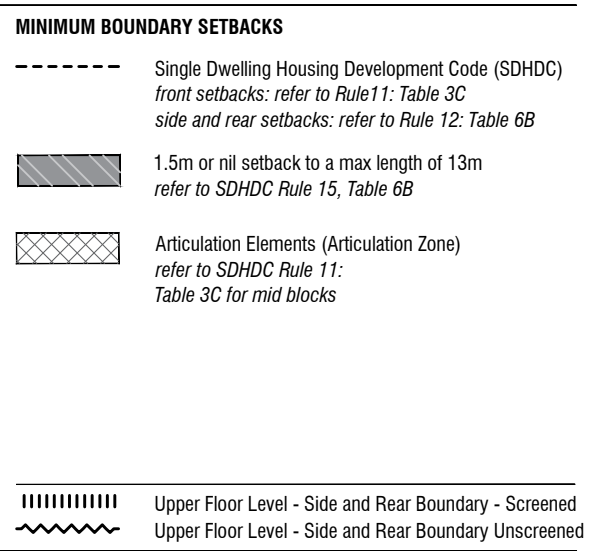 MINIMUM BOUNDARY SETBACKS
Single Dwelling Housing Development Code (SDHDC)
front setbacks: refer to Rule11: Table 3C
side and rear setbacks: refer to Rule 12: Table 6B
1.5m or nil setback to a max length of 13m
refer to SDHDC Rule 15, Table 6B
Articulation Elements (Articulation Zone)
refer to SDHDC Rule 11:
Table 3C for mid blocks
Upper Floor Level - Side and Rear Boundary - Screened
Upper Floor Level - Side and Rear Boundary Unscreened